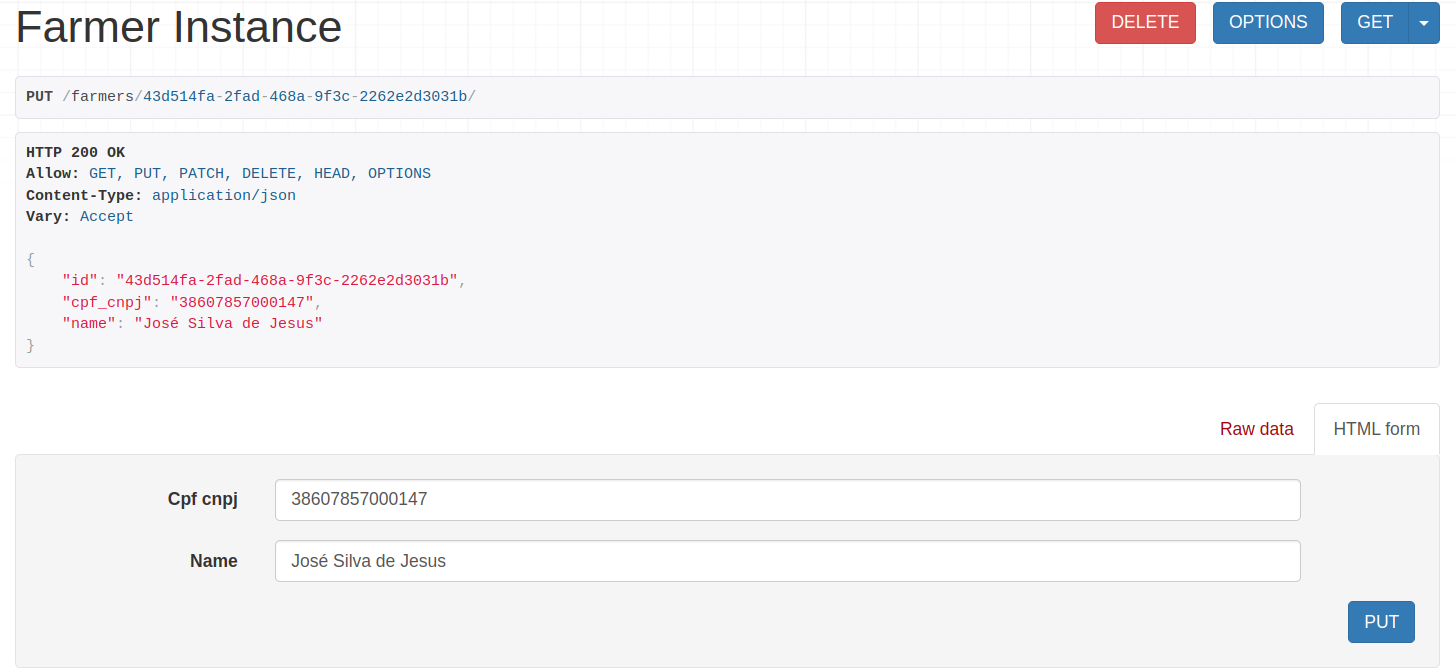 Farmer Instance
DELETE
OPTIONS
GET
PUT /farmers/43d514fa-2fad-468a-9f3c-2262e2d3031b/
HTTP 200 OK
Allow: GET, PUT, PATCH, DELETE, HEAD, OPTIONS
Content-Type: application/json
Vary: Accept
{
    "id": "43d514fa-2fad-468a-9f3c-2262e2d3031b",
    "cpf_cnpj": "38607857000147",
    "name": "José Silva de Jesus"
}
Raw data
HTML form
Cpf cnpj
38607857000147
Name
José Silva de Jesus
PUT